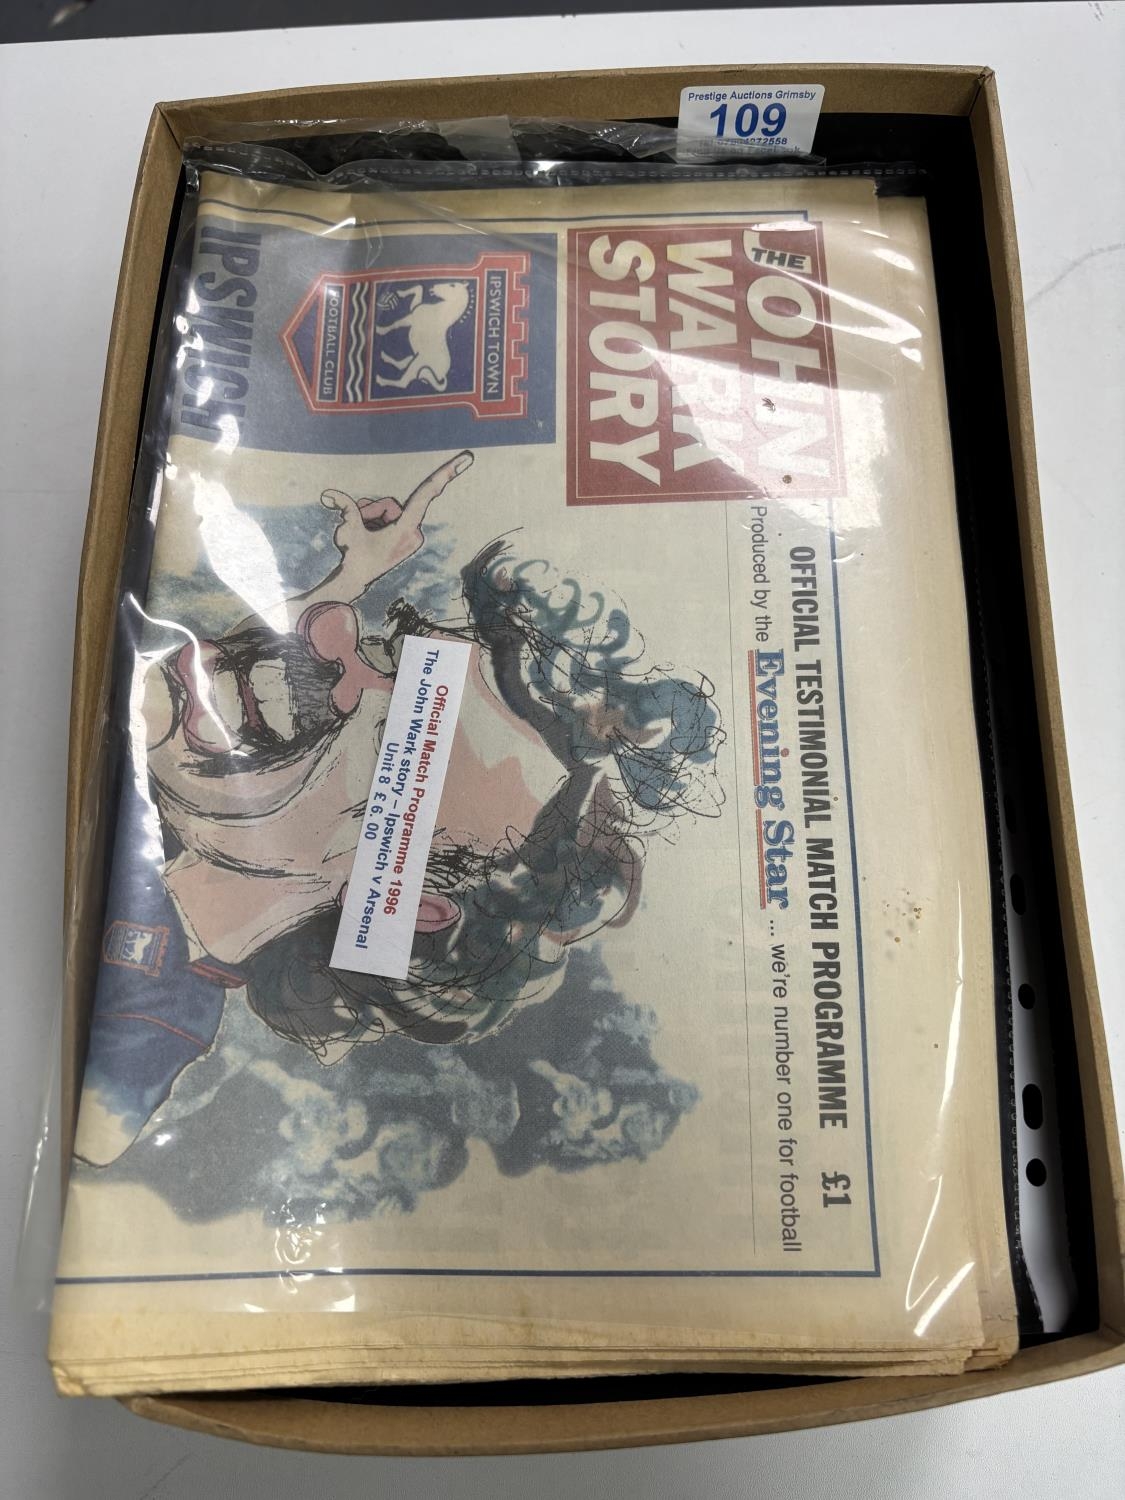 Prestige Auctions Grimsby
109
THE
JOHN
WARK
STORY
OFFICIAL TESTIMONIAL MATCH PROGRAMME £1
Produced by the Evening Star ... we're number one for football
IPSWICH TOWN
FOOTBALL CLUB
IPSWICH
Official Match Programme 1996
The John Wark story – Ipswich v Arsenal
Unit 8 £ 6. 00